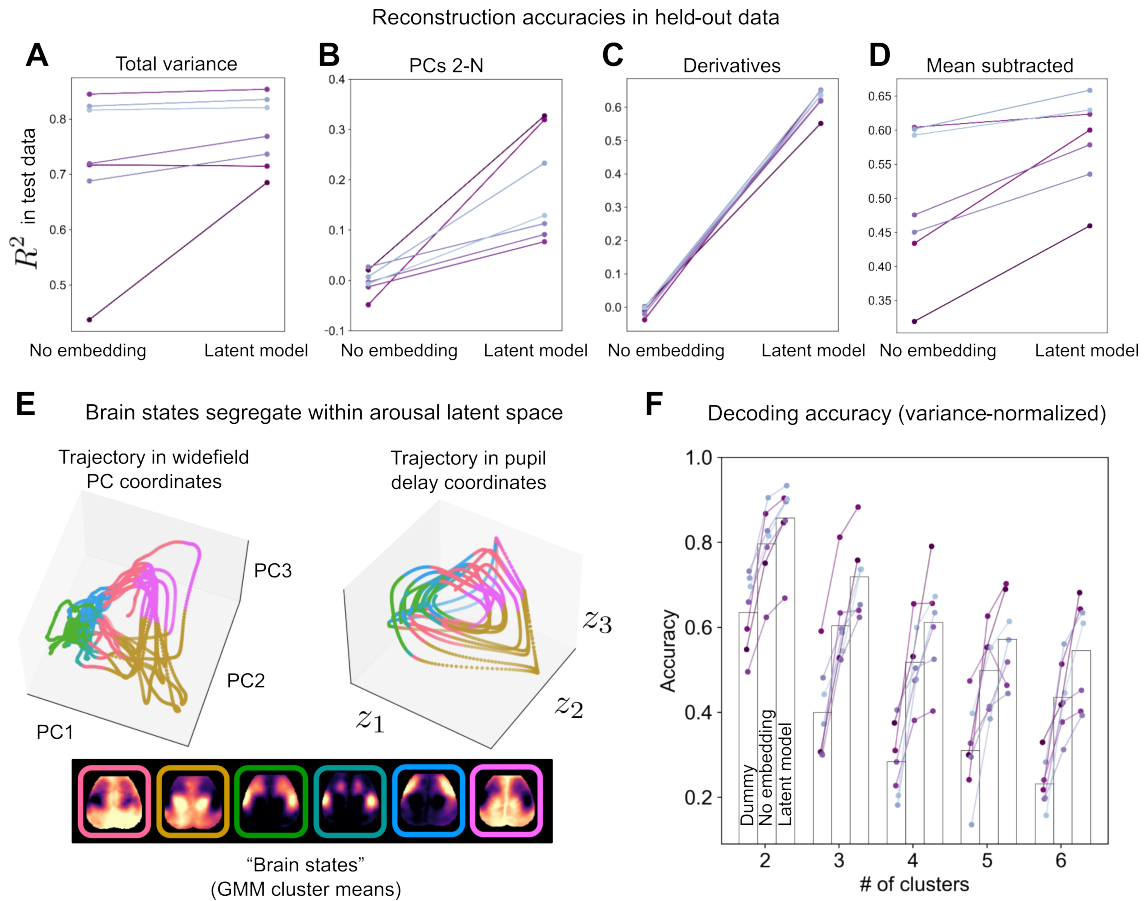 Reconstruction accuracies in held-out data
A
Total variance
B
PCs 2-N
C
Derivatives
D
Mean subtracted
R² in test data
0.8
0.7
0.6
0.5
No embedding
Latent model
0.4
0.3
0.2
0.1
0.0
-0.1
No embedding
Latent model
0.6
0.5
0.4
0.3
0.2
0.1
0.0
No embedding
Latent model
0.65
0.60
0.55
0.50
0.45
0.40
0.35
No embedding
Latent model
E
Brain states segregate within arousal latent space
Trajectory in widefield
PC coordinates
PC1
PC2
PC3
Trajectory in pupil
delay coordinates
z1
z2
z3
“Brain states”
(GMM cluster means)
F
Decoding accuracy (variance-normalized)
Accuracy
1.0
0.8
0.6
0.4
0.2
Dummy
No embedding
Latent model
2
3
4
5
6
# of clusters